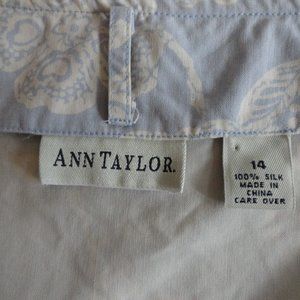 ANN TAYLOR.
14
100% SILK
MADE IN
CHINA
CARE OVER